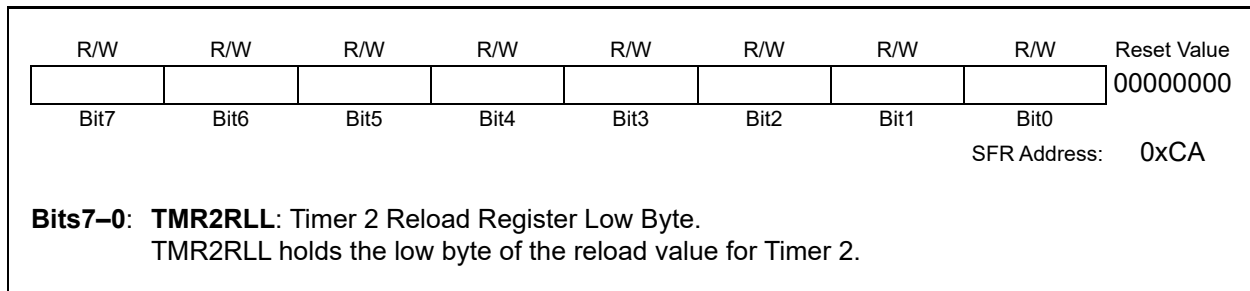 R/W R/W R/W R/W R/W R/W R/W R/W Reset Value
00000000
Bit7 Bit6 Bit5 Bit4 Bit3 Bit2 Bit1 Bit0
SFR Address: 0xCA
Bits7–0: TMR2RLL: Timer 2 Reload Register Low Byte.
TMR2RLL holds the low byte of the reload value for Timer 2.